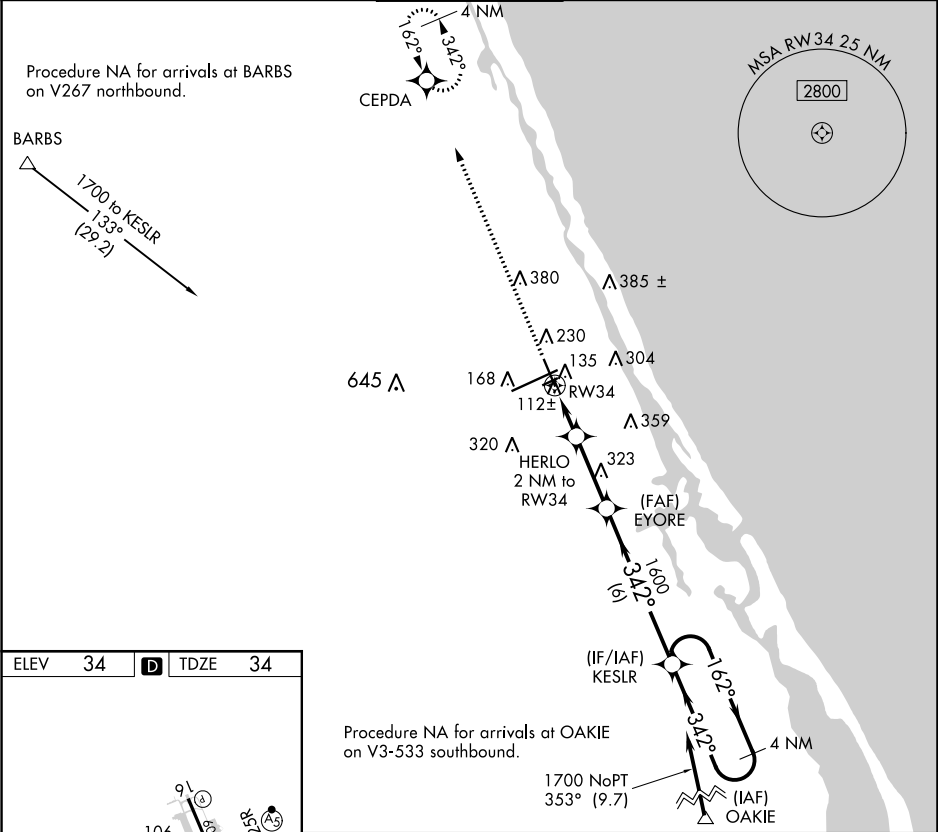 4 NM
162°
342°
CEPDA
Procedure NA for arrivals at BARBS
on V267 northbound.
BARBS
1700 to KESLR
133°
(29.2)
MSA RW34 25 NM
2800
380
385 ±
230
135
304
645
168
RW34
112±
359
320
HERLO
2 NM to
RW34
323
(FAF)
EYORE
1600
342°
(6)
(IF/IAF)
KESLR
162°
342°
4 NM
Procedure NA for arrivals at OAKIE
on V3-533 southbound.
1700 NoPT
353° (9.7)
(IAF)
OAKIE
ELEV 34 D TDZE 34
16
P
25R
A5